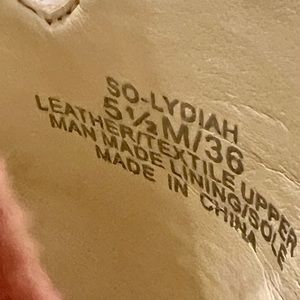 SO-LYDIAH
5½M/36
LEATHER/TEXTILE UPPER
MAN MADE LINING/SOLE
MADE IN CHINA